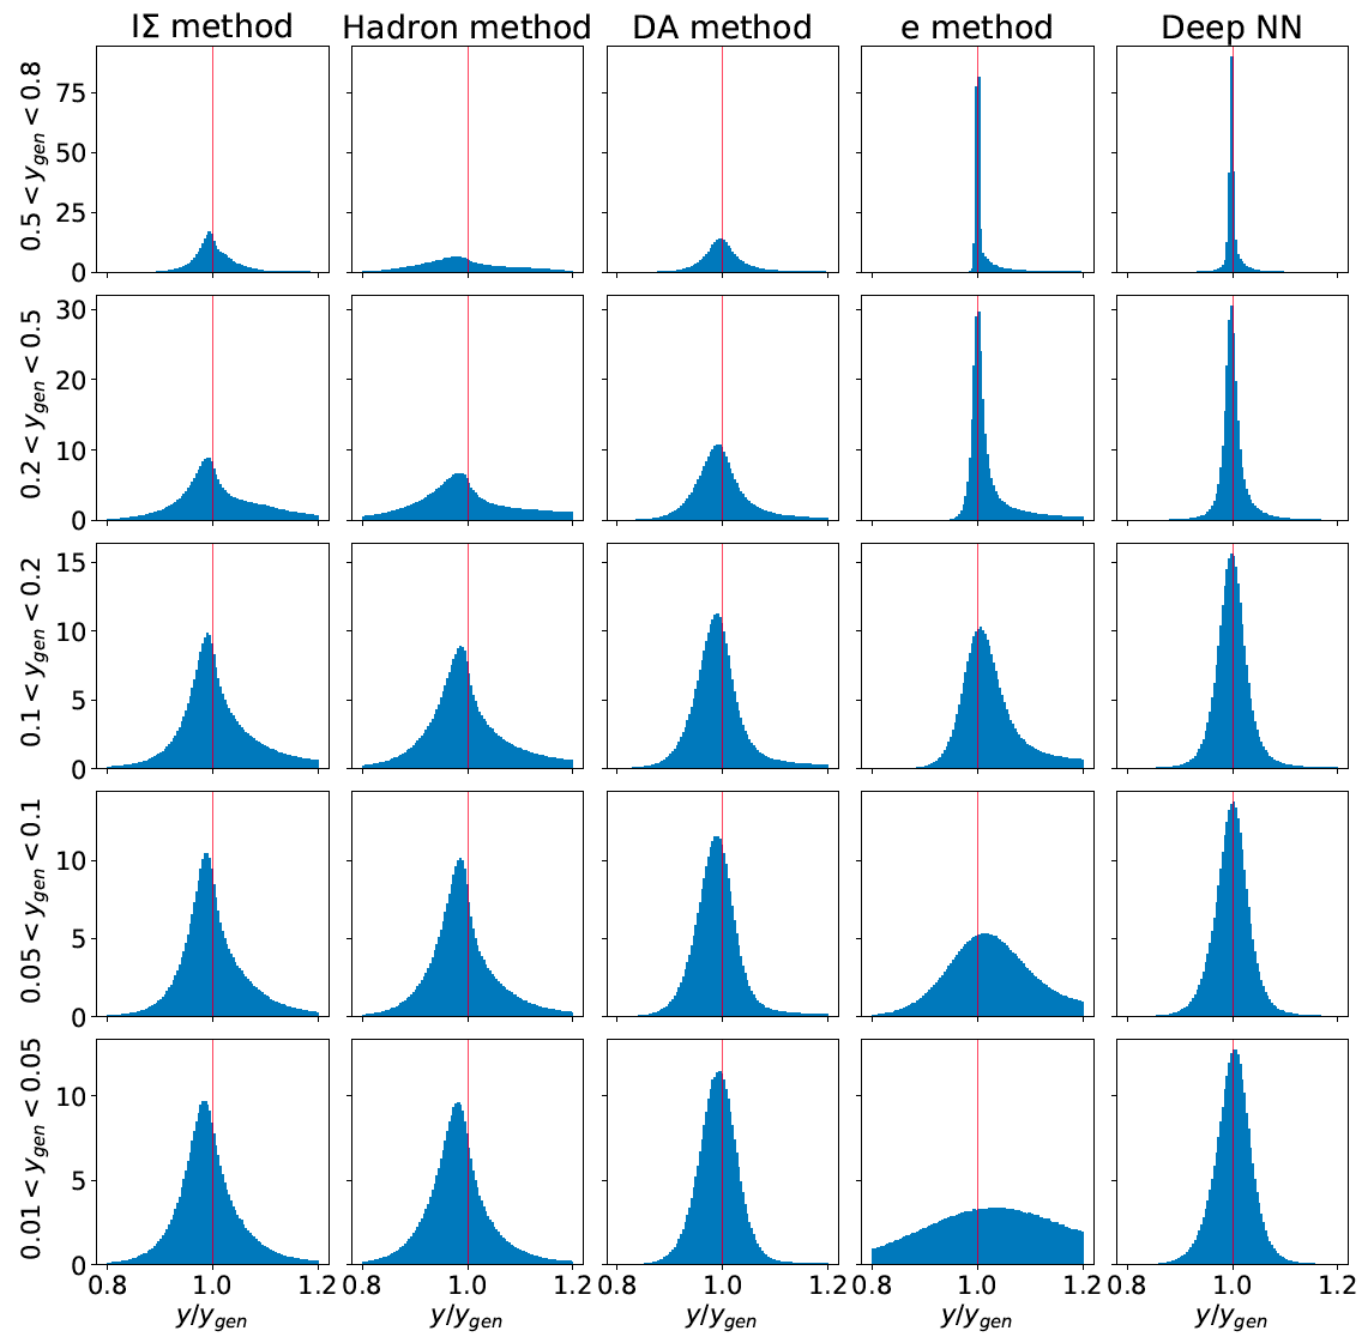 IΣ method Hadron method DA method e method Deep NN
0.5 < y_gen < 0.8
75
50
25
0
0.2 < y_gen < 0.5
30
20
10
0
0.1 < y_gen < 0.2
15
10
5
0
0.05 < y_gen < 0.1
10
5
0
0.01 < y_gen < 0.05
10
5
0
0.8 1.0 1.2 0.8 1.0 1.2 0.8 1.0 1.2 0.8 1.0 1.2 0.8 1.0 1.2
y/y_gen y/y_gen y/y_gen y/y_gen y/y_gen